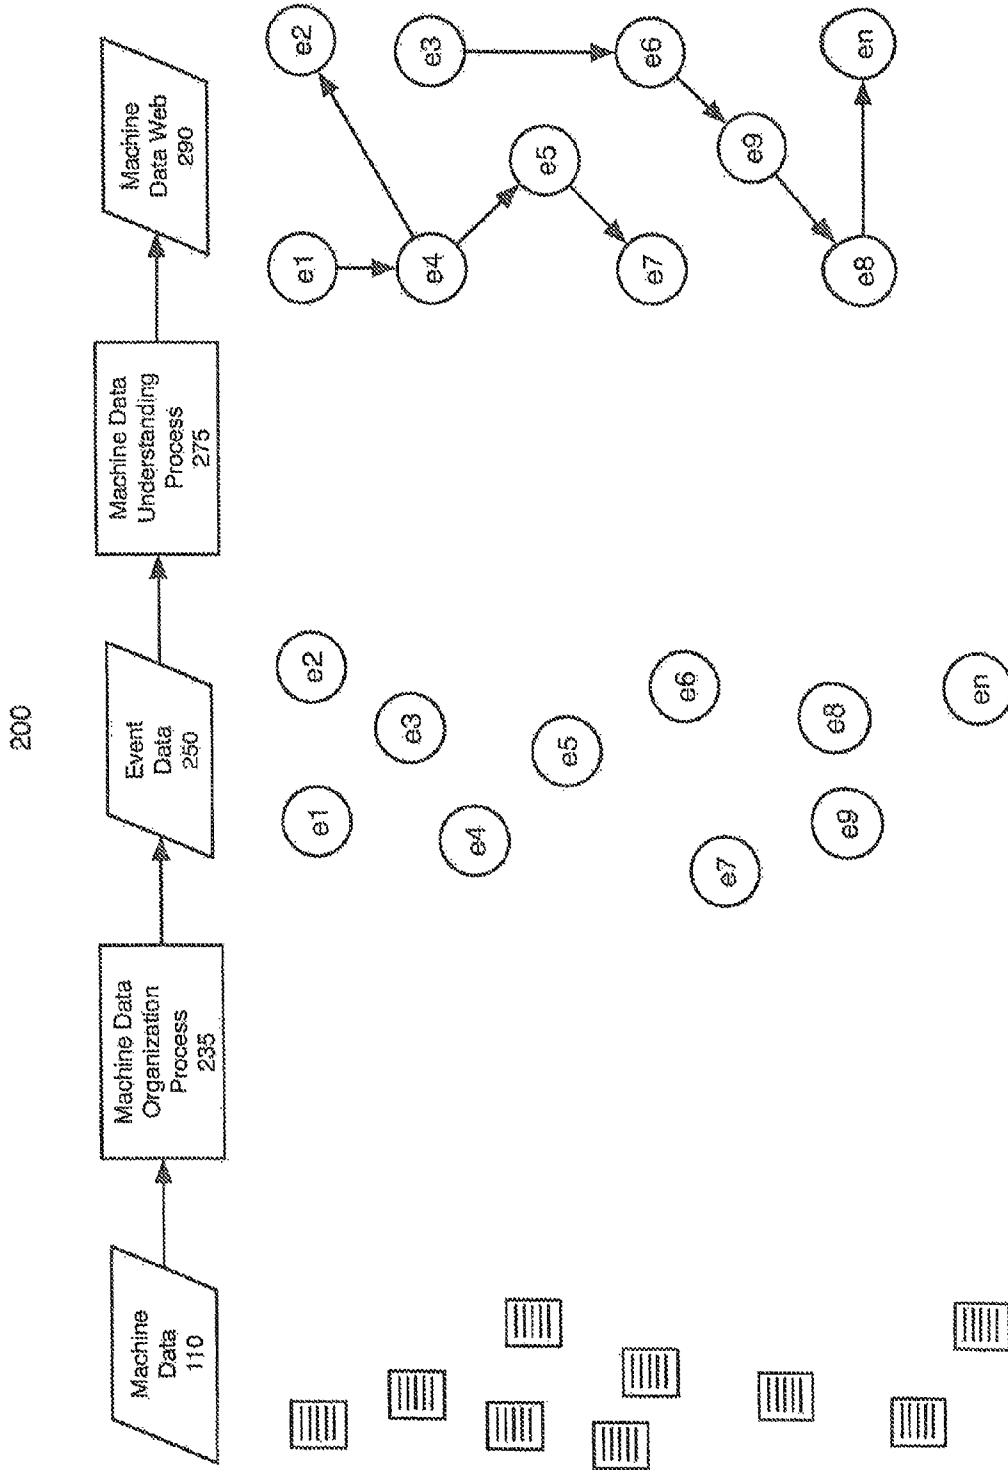 200
Machine
Data
110
Machine Data
Organization
Process
235
Event
Data
250
Machine Data
Understanding
Process
275
Machine
Data Web
290
e1
e2
e3
e4
e5
e6
e7
e8
e9
en
e1
e2
e3
e4
e5
e6
e7
e9
e8
en